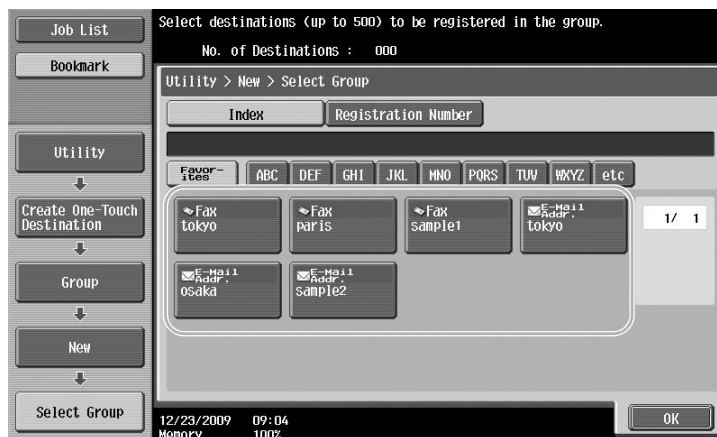 Job List
Bookmark
Select destinations (up to 500) to be registered in the group.
No. of Destinations : 000
Utility > New > Select Group
Index
Registration Number
Favor-
ites
ABC
DEF
GHI
JKL
MNO
PQRS
TUV
WXYZ
etc
Utility
Create One-Touch
Destination
Group
New
Select Group
Fax
tokyo
Fax
paris
Fax
sample1
E-Mail
Addr.
tokyo
E-Mail
Addr.
osaka
E-Mail
Addr.
sample2
1/ 1
12/23/2009 09:04
Memory 100%
OK